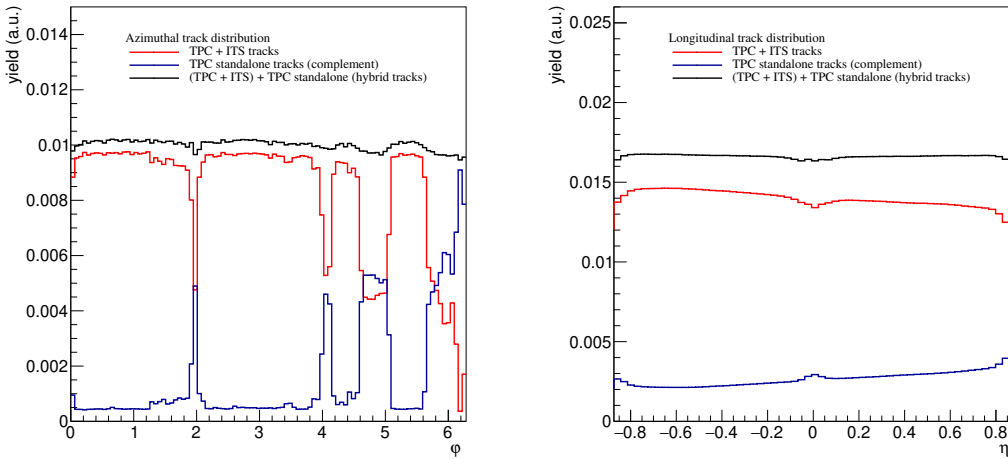 yield (a.u.)
0.014
0.012
0.01
0.008
0.006
0.004
0.002
0
Azimuthal track distribution
TPC + ITS tracks
TPC standalone tracks (complement)
(TPC + ITS) + TPC standalone (hybrid tracks)
0 1 2 3 4 5 6
φ
yield (a.u.)
0.025
0.02
0.015
0.01
0.005
0
Longitudinal track distribution
TPC + ITS tracks
TPC standalone tracks (complement)
(TPC + ITS) + TPC standalone (hybrid tracks)
−0.8 −0.6 −0.4 −0.2 0 0.2 0.4 0.6 0.8
η